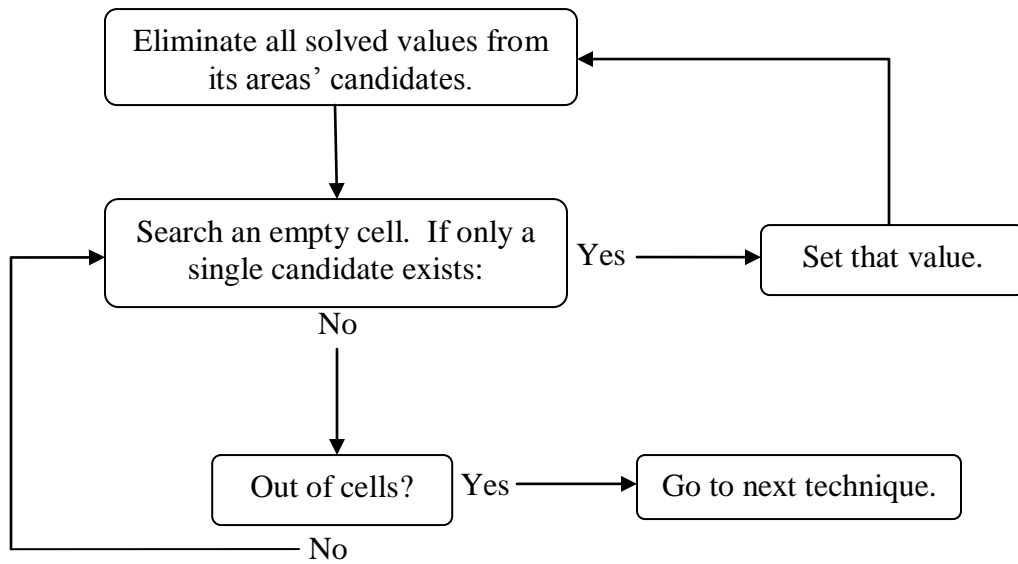 Eliminate all solved values from
its areas’ candidates.
Search an empty cell.  If only a
single candidate exists:
Yes
Set that value.
No
Out of cells?
Yes
Go to next technique.
No